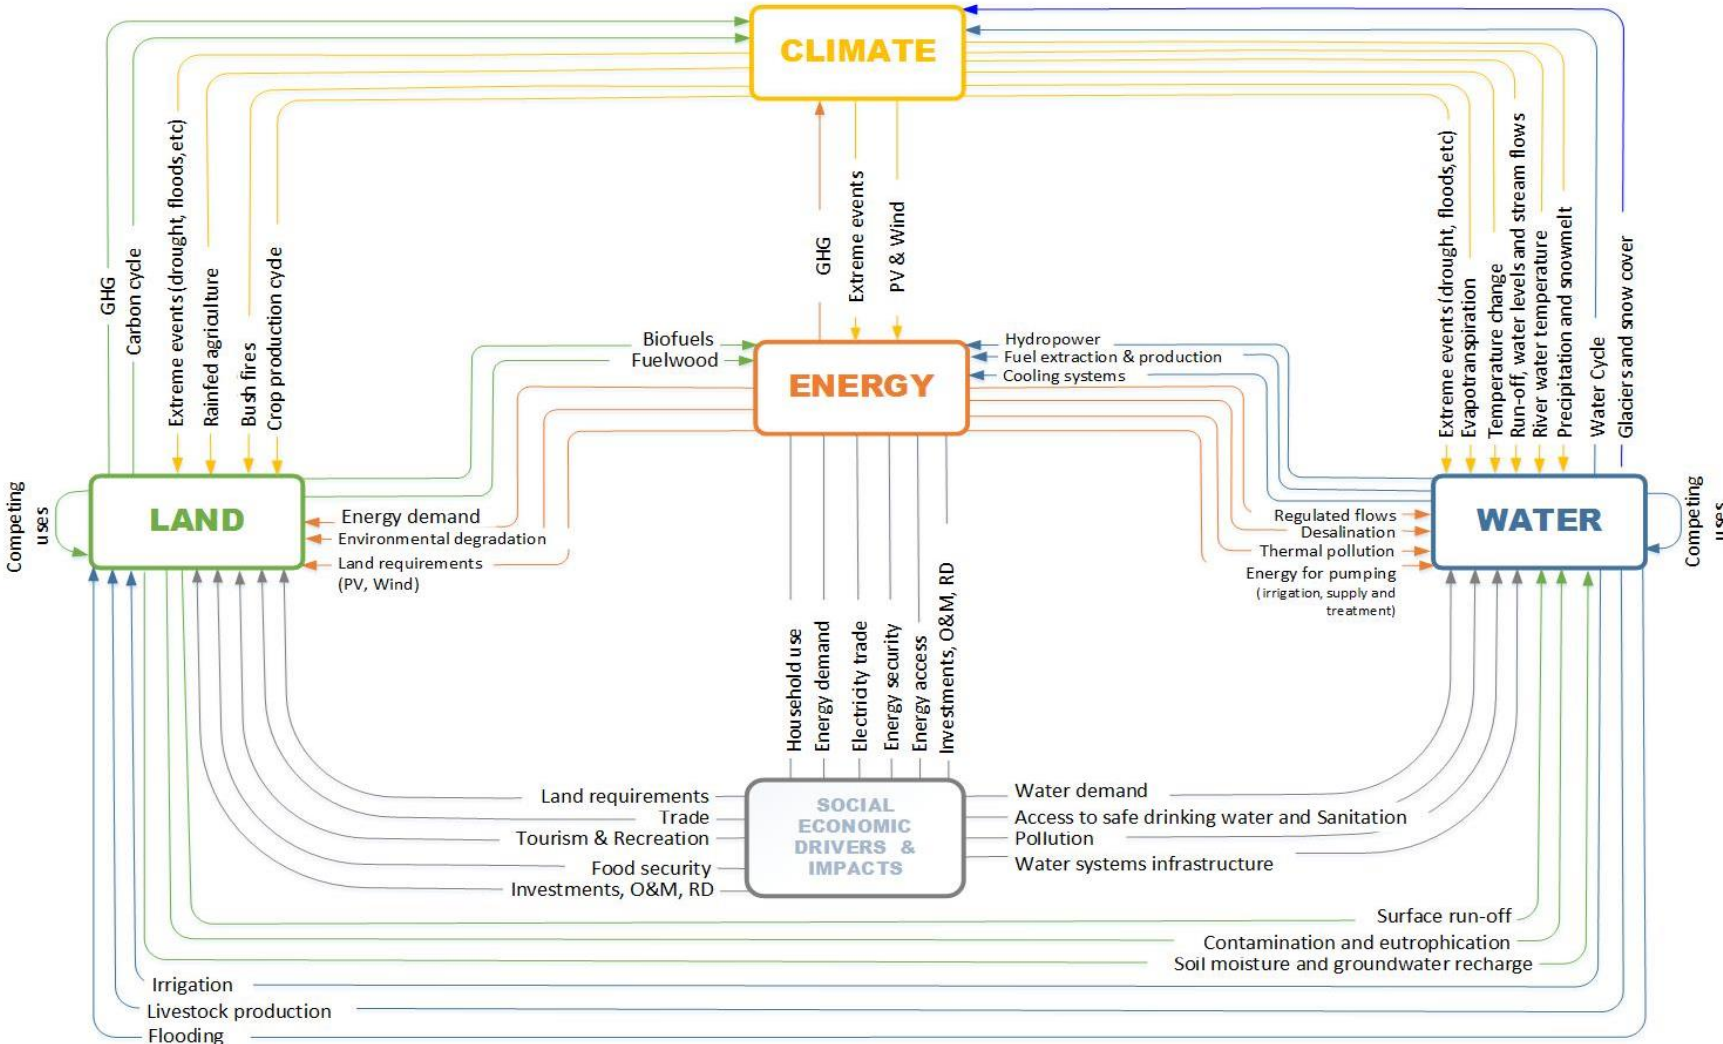 CLIMATE
GHG
Carbon cycle
Extreme events (drought, floods,etc)
Rainfed agriculture
Bush fires
Crop production cycle
GHG
Extreme events
PV & Wind
Extreme events (drought, floods,etc)
Evapotranspiration
Temperature change
Run-off, water levels and stream flows
River water temperature
Precipitation and snowmelt
Water Cycle
Glaciers and snow cover
Biofuels
Fuelwood
ENERGY
Hydropower
Fuel extraction & production
Cooling systems
Competing
uses
LAND
Energy demand
Environmental degradation
Land requirements
(PV, Wind)
Regulated flows
Desalination
Thermal pollution
Energy for pumping
(irrigation, supply and
treatment)
WATER
Competing
uses
Household use
Energy demand
Electricity trade
Energy security
Energy access
Investments, O&M, RD
Land requirements
Trade
Tourism & Recreation
Food security
Investments, O&M, RD
SOCIAL
ECONOMIC
DRIVERS &
IMPACTS
Water demand
Access to safe drinking water and Sanitation
Pollution
Water systems infrastructure
Surface run-off
Contamination and eutrophication
Soil moisture and groundwater recharge
Irrigation
Livestock production
Flooding